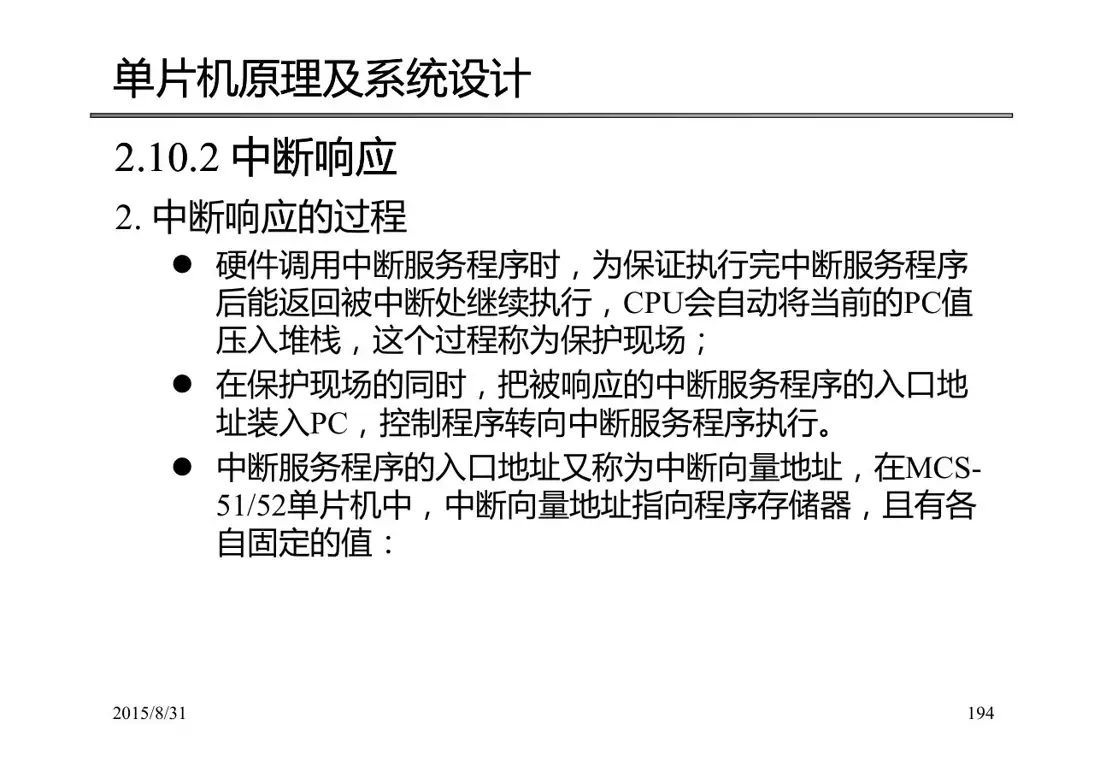 单片机原理及系统设计
2.10.2 中断响应
2. 中断响应的过程
● 硬件调用中断服务程序时，为保证执行完中断服务程序
后能返回被中断处继续执行，CPU会自动将当前的PC值
压入堆栈，这个过程称为保护现场；
● 在保护现场的同时，把被响应的中断服务程序的入口地
址装入PC，控制程序转向中断服务程序执行。
● 中断服务程序的入口地址又称为中断向量地址，在MCS-
51/52单片机中，中断向量地址指向程序存储器，且有各
自固定的值：
2015/8/31
194